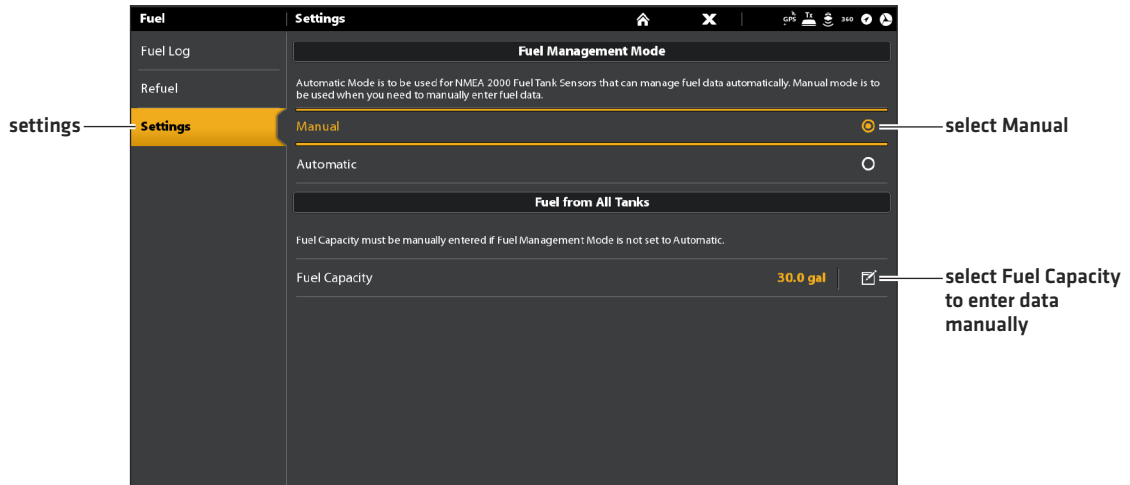 Fuel
Settings
GPS Tx 360
Fuel Log
Refuel
Settings
Fuel Management Mode
Automatic Mode is to be used for NMEA 2000 Fuel Tank Sensors that can manage fuel data automatically. Manual mode is to
be used when you need to manually enter fuel data.
Manual
Automatic
Fuel from All Tanks
Fuel Capacity must be manually entered if Fuel Management Mode is not set to Automatic.
Fuel Capacity
30.0 gal
settings
select Manual
select Fuel Capacity
to enter data
manually